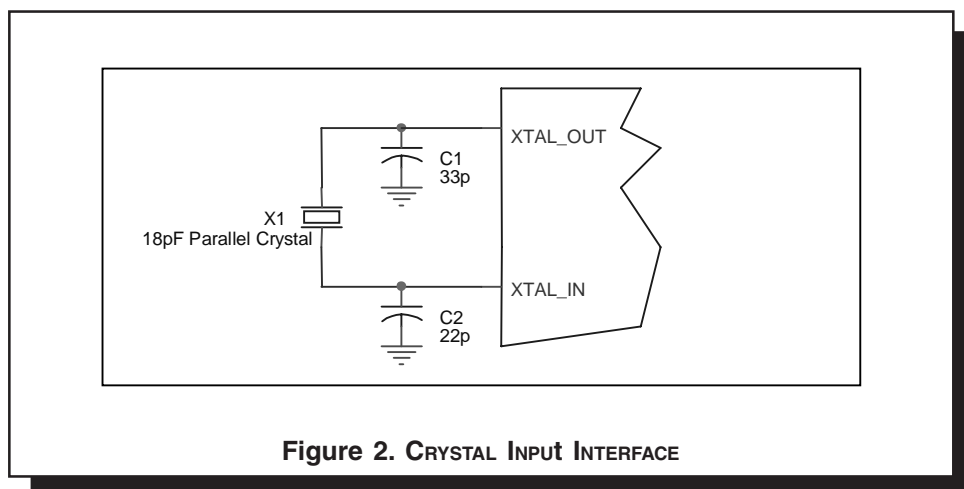 XTAL_OUT
C1
33p
X1
18pF Parallel Crystal
XTAL_IN
C2
22p
Figure 2. CRYSTAL INPUt INTERFACE